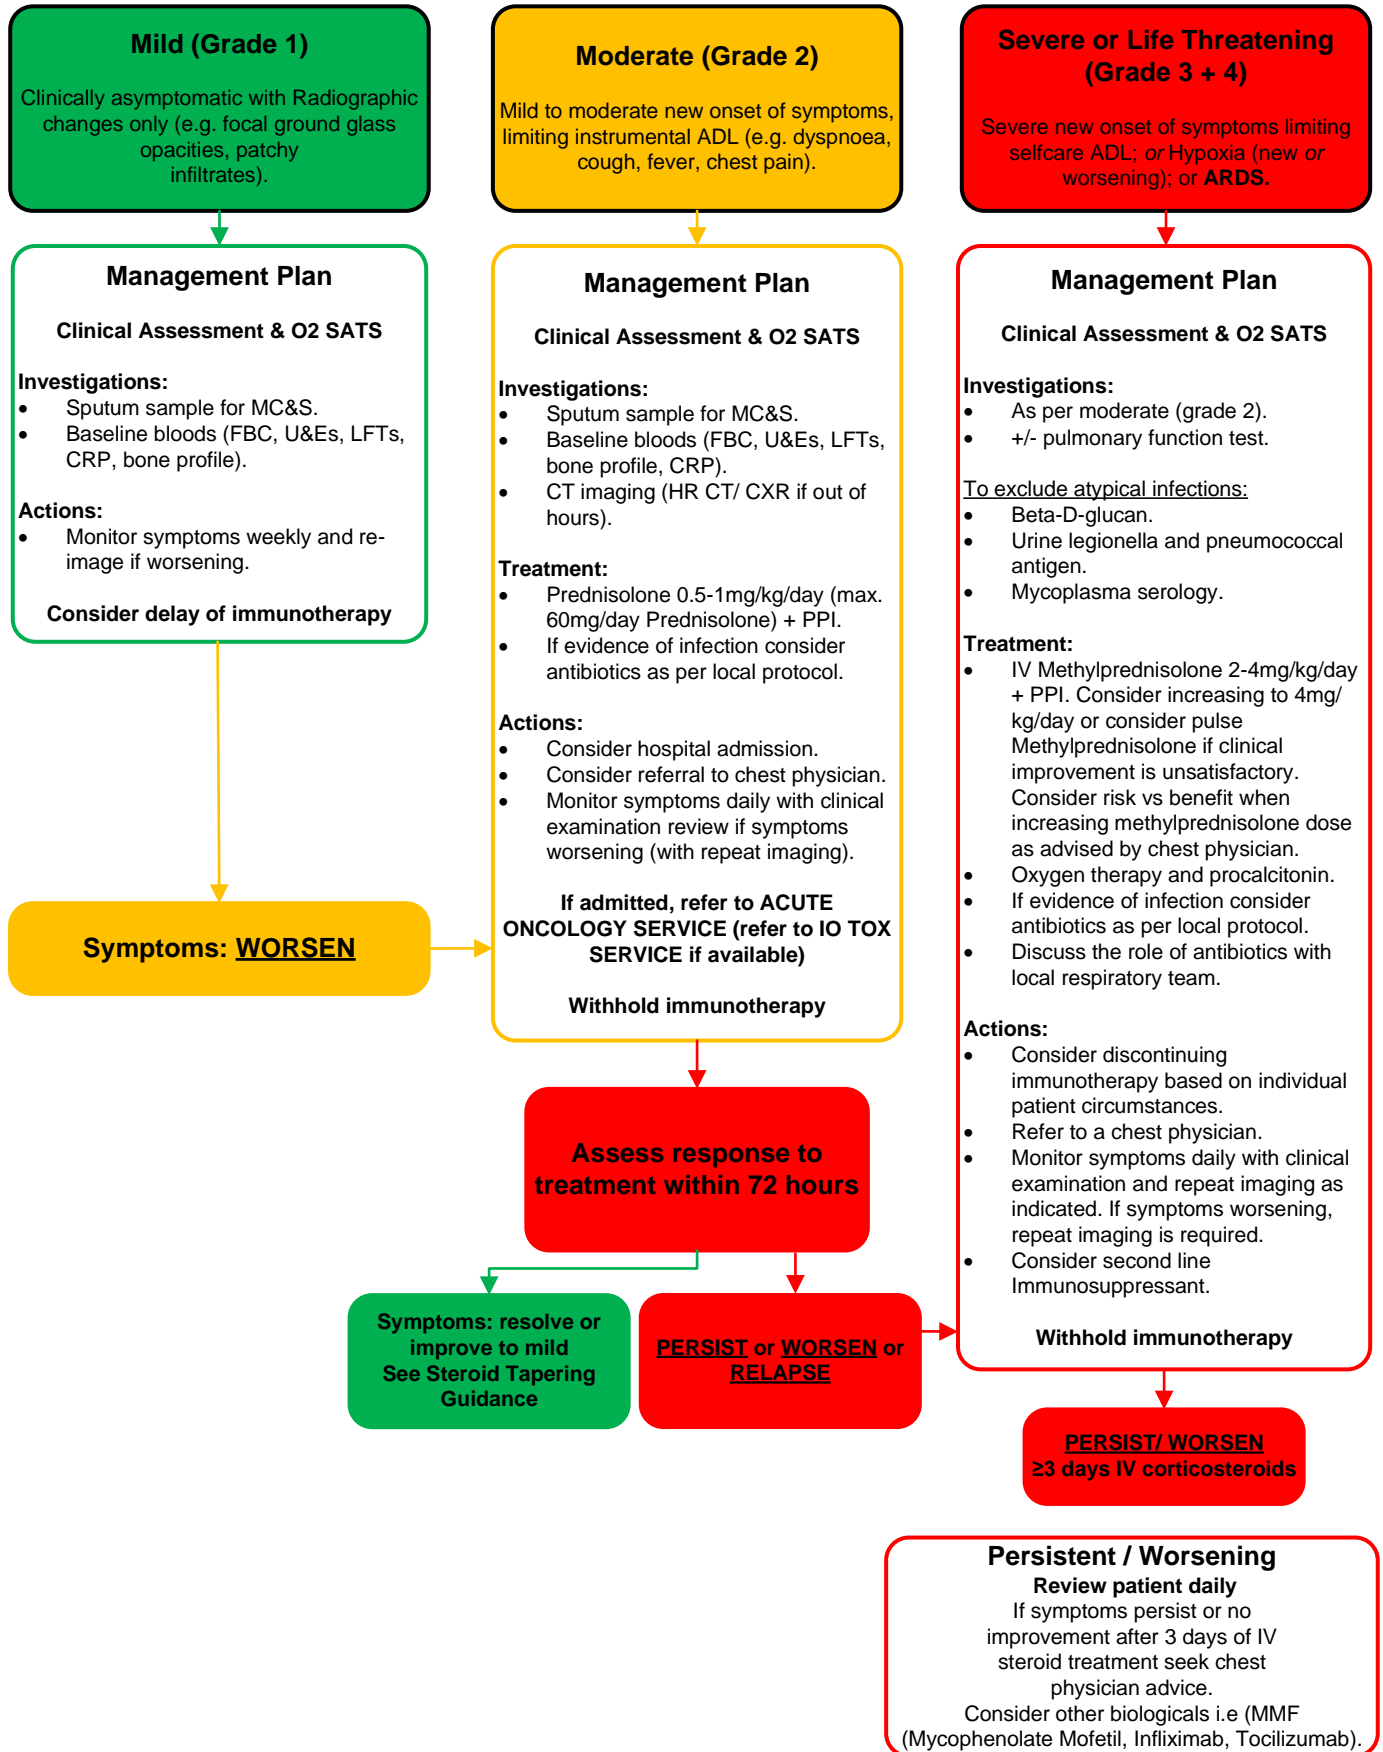 Mild (Grade 1)
Clinically asymptomatic with Radiographic
changes only (e.g. focal ground glass
opacities, patchy
infiltrates).
Management Plan
Clinical Assessment & O2 SATS
Investigations:
• Sputum sample for MC&S.
• Baseline bloods (FBC, U&Es, LFTs,
CRP, bone profile).
Actions:
• Monitor symptoms weekly and re-
image if worsening.
Consider delay of immunotherapy
Symptoms: WORSEN
Moderate (Grade 2)
Mild to moderate new onset of symptoms,
limiting instrumental ADL (e.g. dyspnoea,
cough, fever, chest pain).
Management Plan
Clinical Assessment & O2 SATS
Investigations:
• Sputum sample for MC&S.
• Baseline bloods (FBC, U&Es, LFTs,
bone profile, CRP).
• CT imaging (HR CT/ CXR if out of
hours).
Treatment:
• Prednisolone 0.5-1mg/kg/day (max.
60mg/day Prednisolone) + PPI.
• If evidence of infection consider
antibiotics as per local protocol.
Actions:
• Consider hospital admission.
• Consider referral to chest physician.
• Monitor symptoms daily with clinical
examination review if symptoms
worsening (with repeat imaging).
If admitted, refer to ACUTE
ONCOLOGY SERVICE (refer to IO TOX
SERVICE if available)
Withhold immunotherapy
Assess response to
treatment within 72 hours
Symptoms: resolve or
improve to mild
See Steroid Tapering
Guidance
PERSIST or WORSEN or
RELAPSE
Severe or Life Threatening
(Grade 3 + 4)
Severe new onset of symptoms limiting
selfcare ADL; or Hypoxia (new or
worsening); or ARDS.
Management Plan
Clinical Assessment & O2 SATS
Investigations:
• As per moderate (grade 2).
• +/- pulmonary function test.
To exclude atypical infections:
• Beta-D-glucan.
• Urine legionella and pneumococcal
antigen.
• Mycoplasma serology.
Treatment:
• IV Methylprednisolone 2-4mg/kg/day
+ PPI. Consider increasing to 4mg/
kg/day or consider pulse
Methylprednisolone if clinical
improvement is unsatisfactory.
Consider risk vs benefit when
increasing methylprednisolone dose
as advised by chest physician.
• Oxygen therapy and procalcitonin.
• If evidence of infection consider
antibiotics as per local protocol.
• Discuss the role of antibiotics with
local respiratory team.
Actions:
• Consider discontinuing
immunotherapy based on individual
patient circumstances.
• Refer to a chest physician.
• Monitor symptoms daily with clinical
examination and repeat imaging as
indicated. If symptoms worsening,
repeat imaging is required.
• Consider second line
Immunosuppressant.
Withhold immunotherapy
PERSIST/ WORSEN
≥3 days IV corticosteroids
Persistent / Worsening
Review patient daily
If symptoms persist or no
improvement after 3 days of IV
steroid treatment seek chest
physician advice.
Consider other biologicals i.e (MMF
(Mycophenolate Mofetil, Infliximab, Tocilizumab).